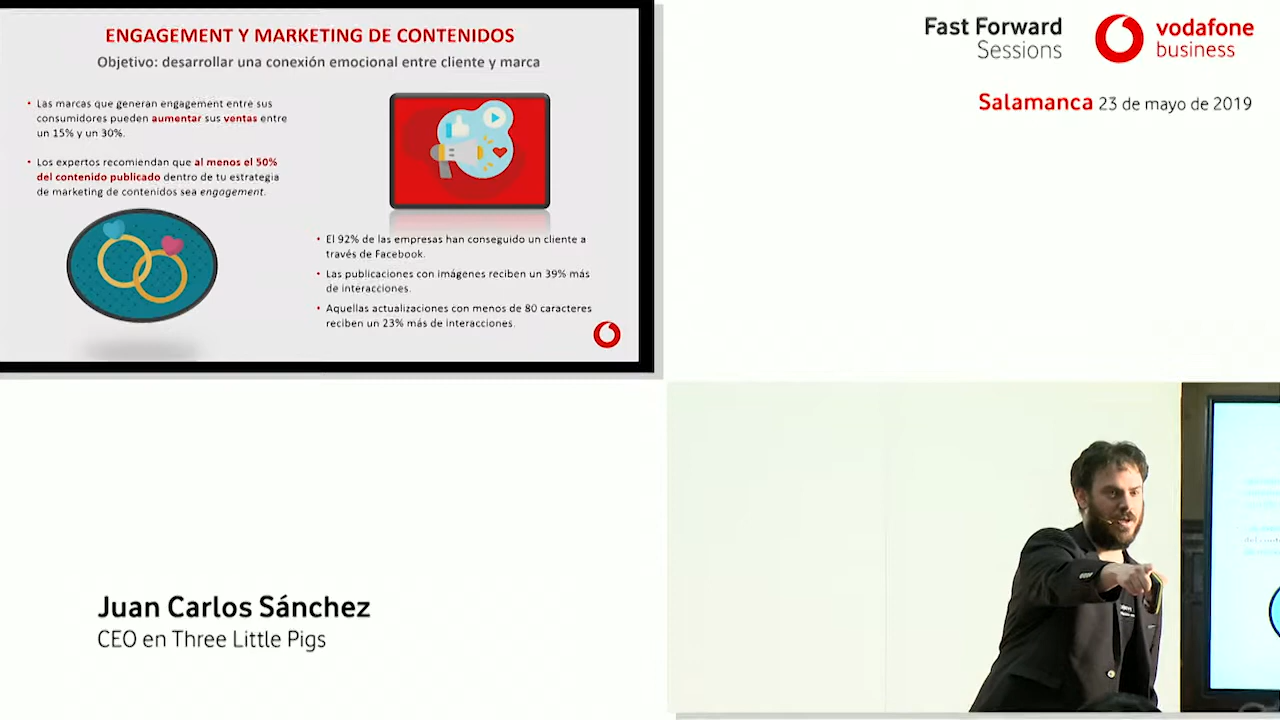 ENGAGEMENT Y MARKETING DE CONTENIDOS
Objetivo: desarrollar una conexión emocional entre cliente y marca
• Las marcas que generan engagement entre sus
consumidores pueden aumentar sus ventas entre
un 15% y un 30%.
• Los expertos recomiendan que al menos el 50%
del contenido publicado dentro de tu estrategia
de marketing de contenidos sea engagement.
• El 92% de las empresas han conseguido un cliente a
través de Facebook.
• Las publicaciones con imágenes reciben un 39% más
de interacciones.
• Aquellas actualizaciones con menos de 80 caracteres
reciben un 23% más de interacciones.
Fast Forward
Sessions
vodafone
business
Salamanca 23 de mayo de 2019
Juan Carlos Sánchez
CEO en Three Little Pigs